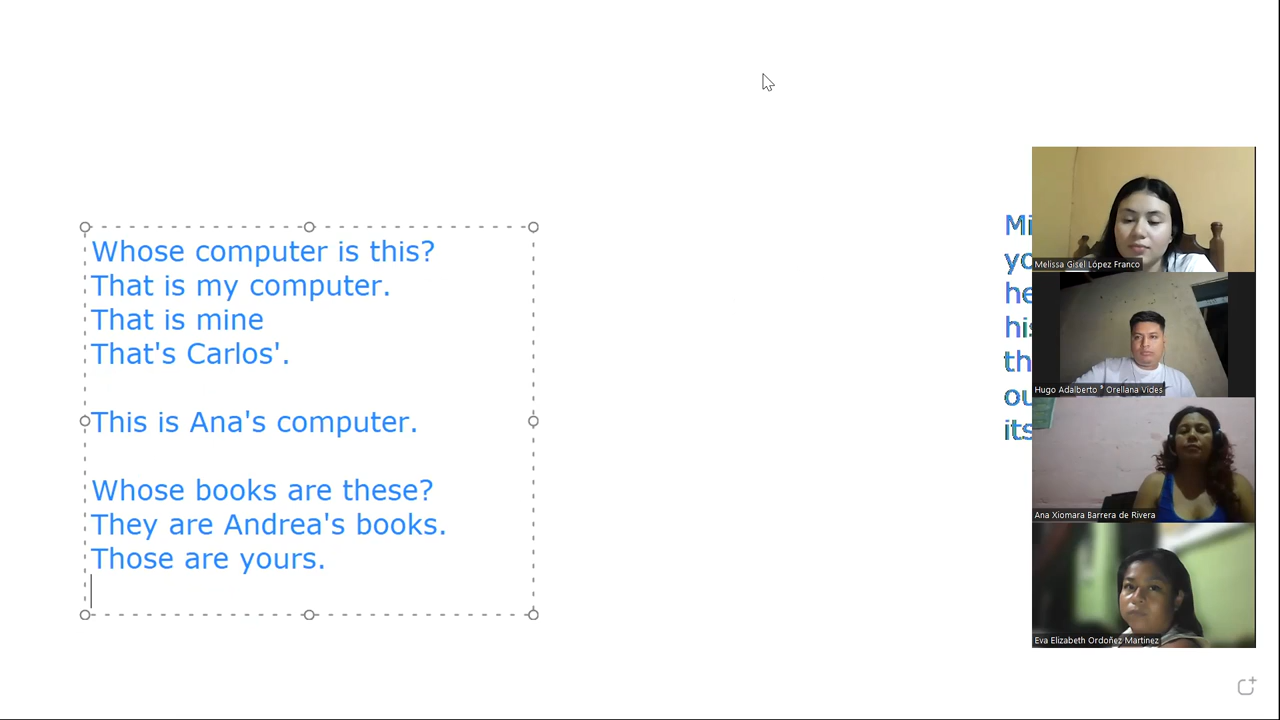 Whose computer is this?
That is my computer.
That is mine
That's Carlos'.
This is Ana's computer.
Whose books are these?
They are Andrea's books.
Those are yours.
Melissa Gisel López Franco
Hugo Adalberto * Orellana Vides
Ana Xiomara Barrera de Rivera
Eva Elizabeth Ordoñez Martinez